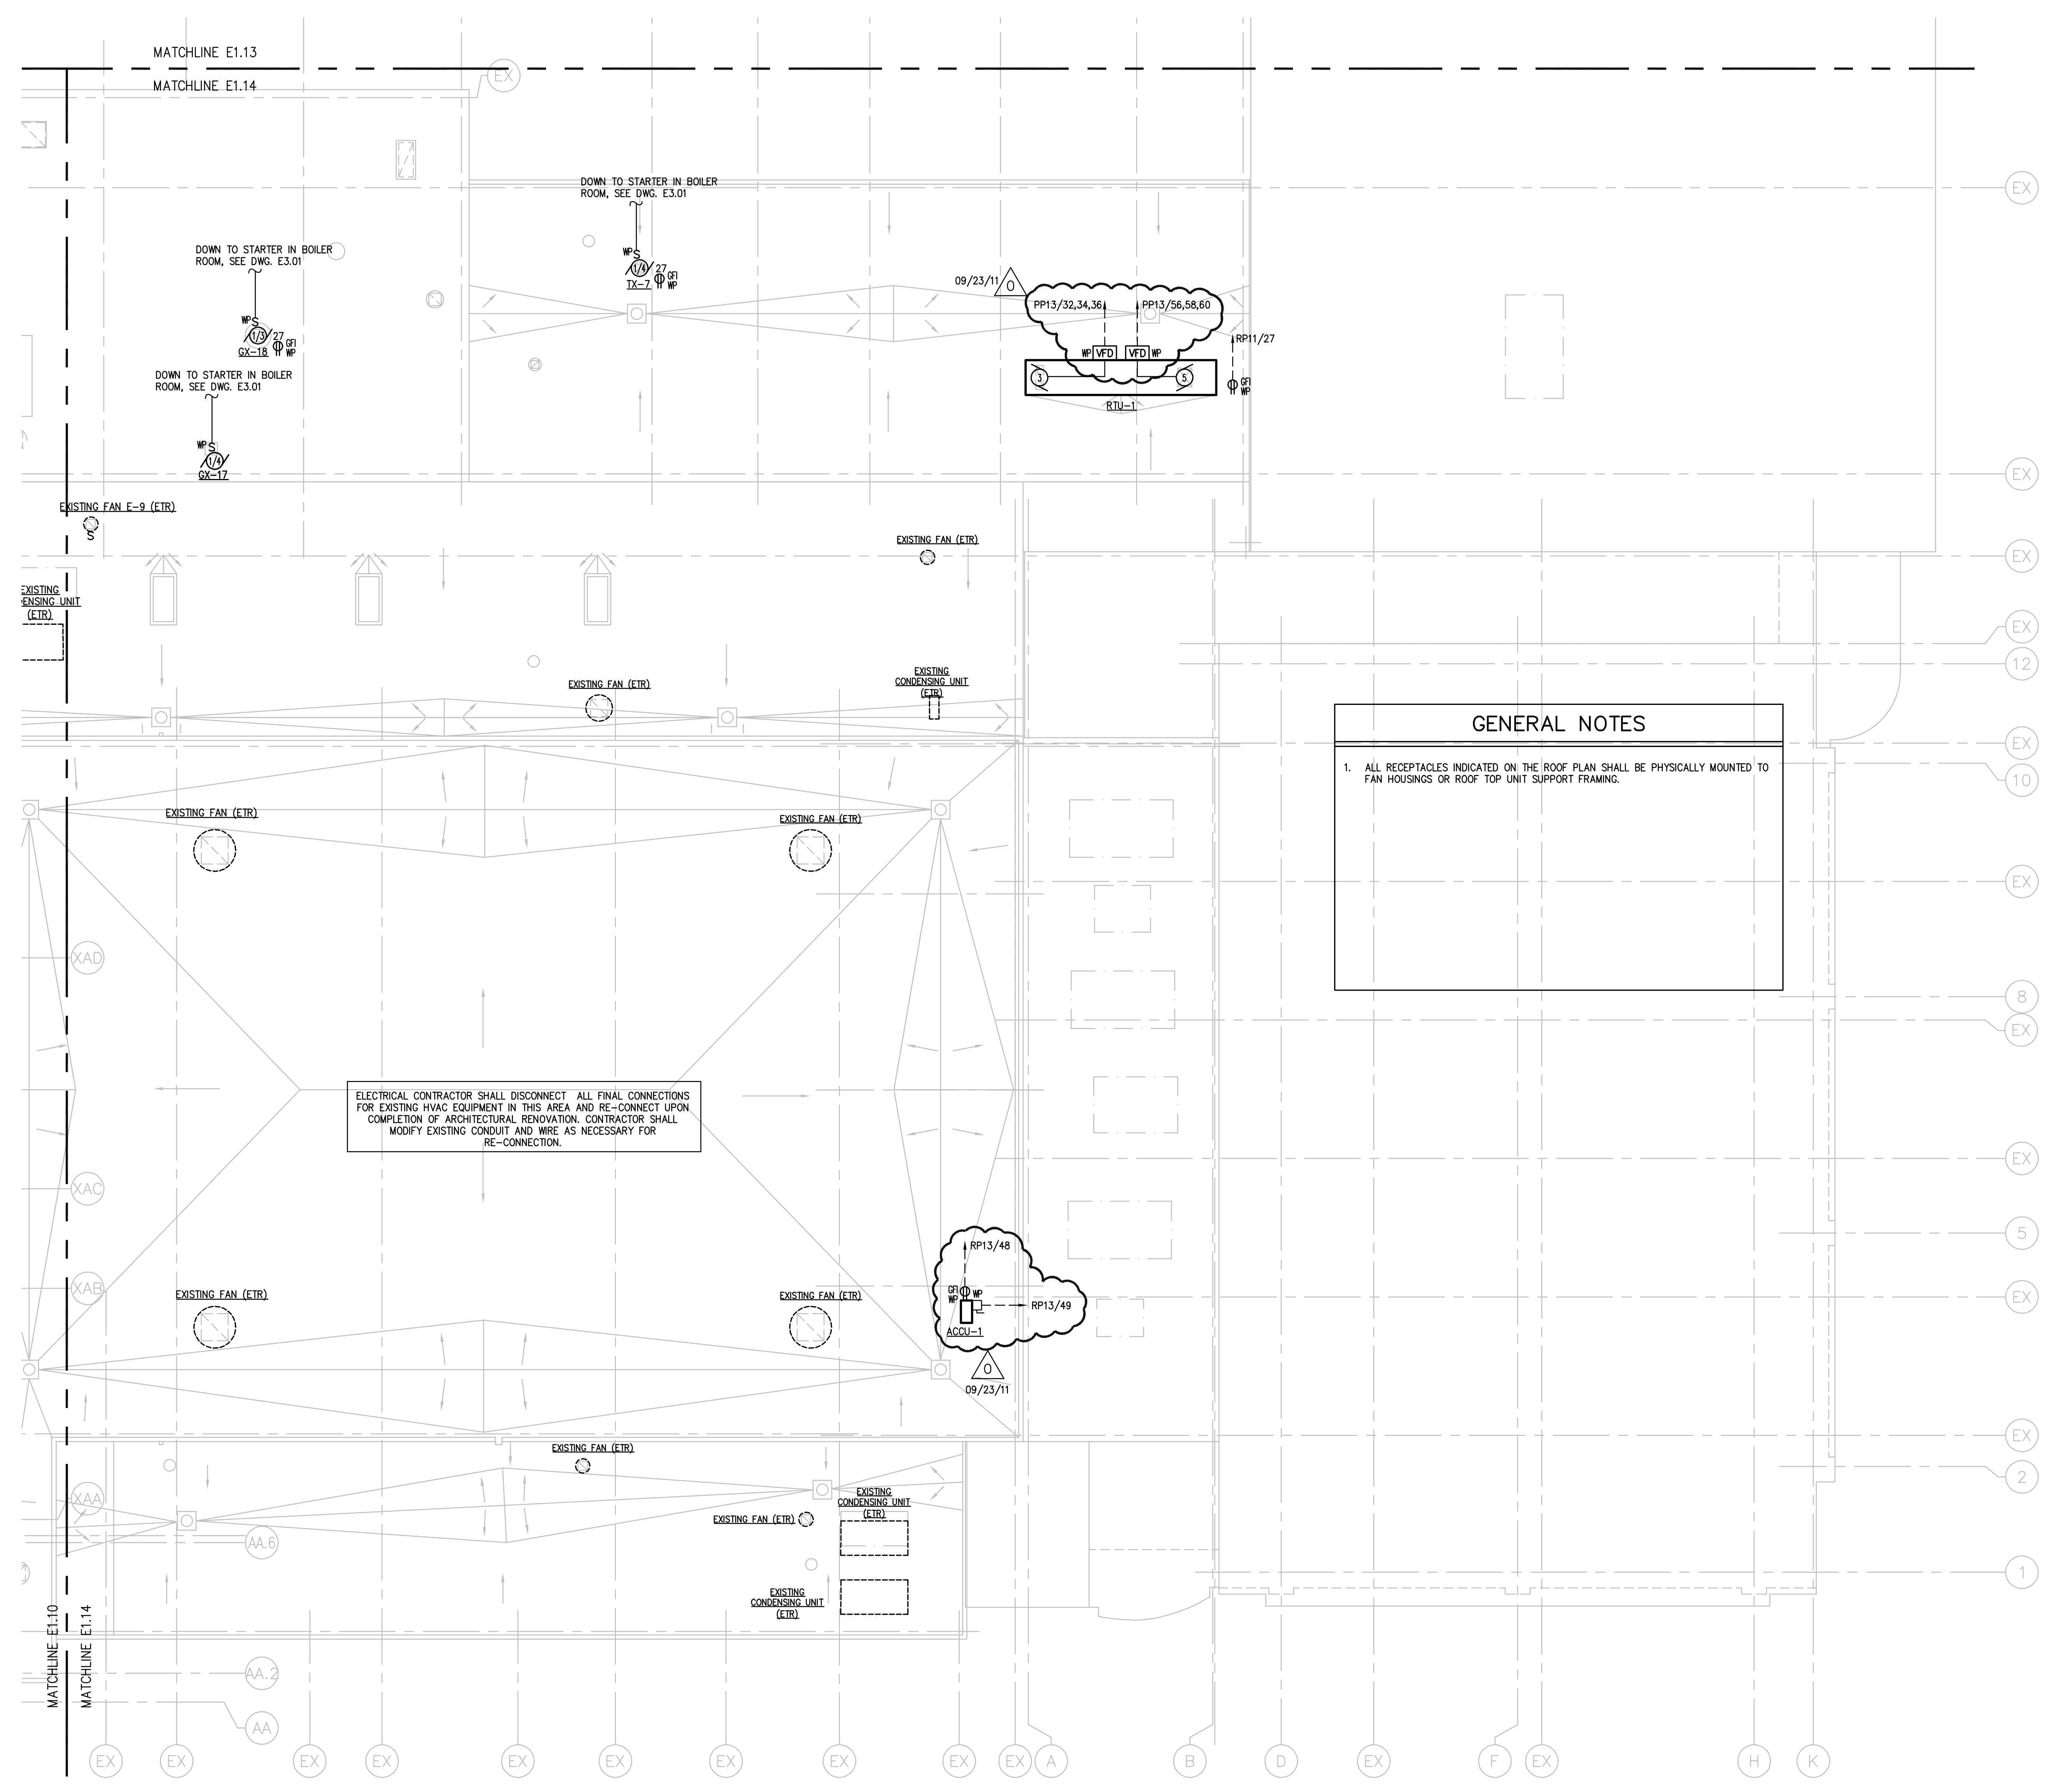 MATCHLINE E1.13
MATCHLINE E1.14
EX
DOWN TO STARTER IN BOILER
ROOM, SEE DWG. E3.01
WP
S
1/4
27
GFI
WP
TX-7
EX
DOWN TO STARTER IN BOILER
ROOM, SEE DWG. E3.01
WP
S
1/3
27
GFI
WP
GX-18
09/23/11
0
PP13/32,34,36
PP13/56,58,60
WP
VFD
VFD
WP
3
5
RTU-1
RP11/27
GFI
WP
DOWN TO STARTER IN BOILER
ROOM, SEE DWG. E3.01
WP
S
1/4
GX-17
EX
EXISTING FAN E-9 (ETR)
S
EXISTING FAN (ETR)
EX
EXISTING
ENSING UNIT
(ETR)
EX
12
EXISTING FAN (ETR)
EXISTING
CONDENSING UNIT
(ETR)
EX
10
GENERAL NOTES
1. ALL RECEPTACLES INDICATED ON THE ROOF PLAN SHALL BE PHYSICALLY MOUNTED TO
FAN HOUSINGS OR ROOF TOP UNIT SUPPORT FRAMING.
EXISTING FAN (ETR)
EXISTING FAN (ETR)
EX
XAD
8
EX
ELECTRICAL CONTRACTOR SHALL DISCONNECT ALL FINAL CONNECTIONS
FOR EXISTING HVAC EQUIPMENT IN THIS AREA AND RE-CONNECT UPON
COMPLETION OF ARCHITECTURAL RENOVATION. CONTRACTOR SHALL
MODIFY EXISTING CONDUIT AND WIRE AS NECESSARY FOR
RE-CONNECTION.
EX
XAC
5
RP13/48
GFI
WP
WP
RP13/49
ACCU-1
0
09/23/11
XAB
EX
EXISTING FAN (ETR)
EXISTING FAN (ETR)
EX
2
EXISTING FAN (ETR)
XAA
EXISTING FAN (ETR)
EXISTING
CONDENSING UNIT
(ETR)
AA.6
1
EXISTING
CONDENSING UNIT
(ETR)
MATCHLINE E1.10
MATCHLINE E1.14
AA.2
AA
EX
EX
EX
EX
EX
EX
EX
EX
EX
EX
A
B
D
EX
F
EX
H
K